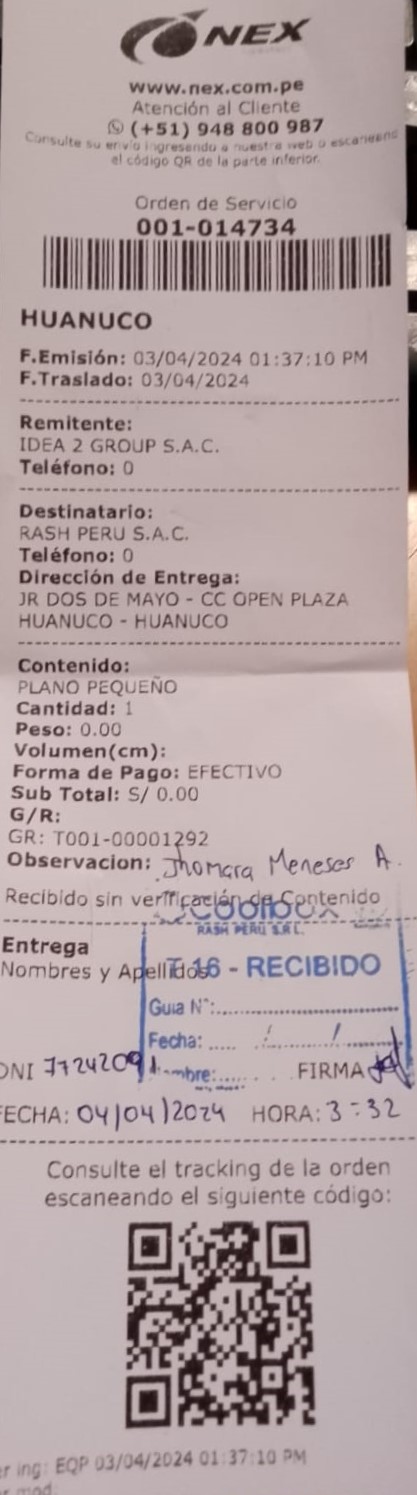 NEX
www.nex.com.pe
Atención al Cliente
(+51) 948 800 987
Consulte su envío ingresando a nuestra web o escaneando
el código QR de la parte inferior.
Orden de Servicio
001-014734
HUANUCO
F.Emisión: 03/04/2024 01:37:10 PM
F.Traslado: 03/04/2024
Remitente:
IDEA 2 GROUP S.A.C.
Teléfono: 0
Destinatario:
RASH PERU S.A.C.
Teléfono: 0
Dirección de Entrega:
JR DOS DE MAYO - CC OPEN PLAZA
HUANUCO - HUANUCO
Contenido:
PLANO PEQUEÑO
Cantidad: 1
Peso: 0.00
Volumen(cm):
Forma de Pago: EFECTIVO
Sub Total: S/ 0.00
G/R:
GR: T001-00001292
Observacion: Jhomara Meneses A.
Recibido sin verificación de Contenido
coolbox
RASH PERU S.R.L.
Entrega
Nombres y Apellidos
T-16 - RECIBIDO
Guia N°:
Fecha: / /
DNI 77242091 FIRMA
FECHA: 04/04/2024 HORA: 3:32
Consulte el tracking de la orden
escaneando el siguiente código:
er ing: EQP 03/04/2024 01:37:10 PM